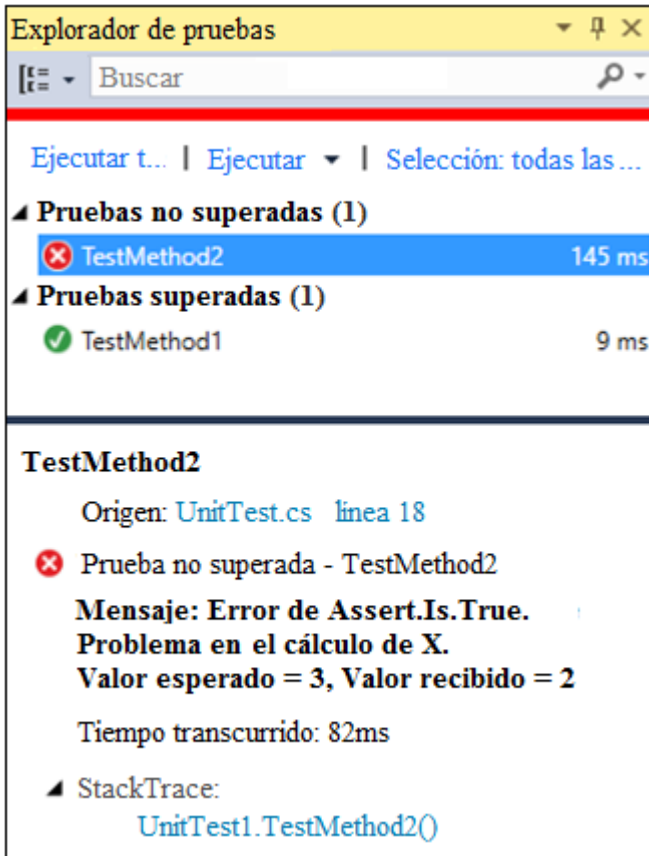 Explorador de pruebas
Buscar
Ejecutar t... | Ejecutar | Selección: todas las ...
Pruebas no superadas (1)
TestMethod2 145 ms
Pruebas superadas (1)
TestMethod1 9 ms
TestMethod2
Origen: UnitTest.cs linea 18
Prueba no superada - TestMethod2
Mensaje: Error de Assert.Is.True.
Problema en el cálculo de X.
Valor esperado = 3, Valor recibido = 2
Tiempo transcurrido: 82ms
StackTrace:
UnitTest1.TestMethod2()